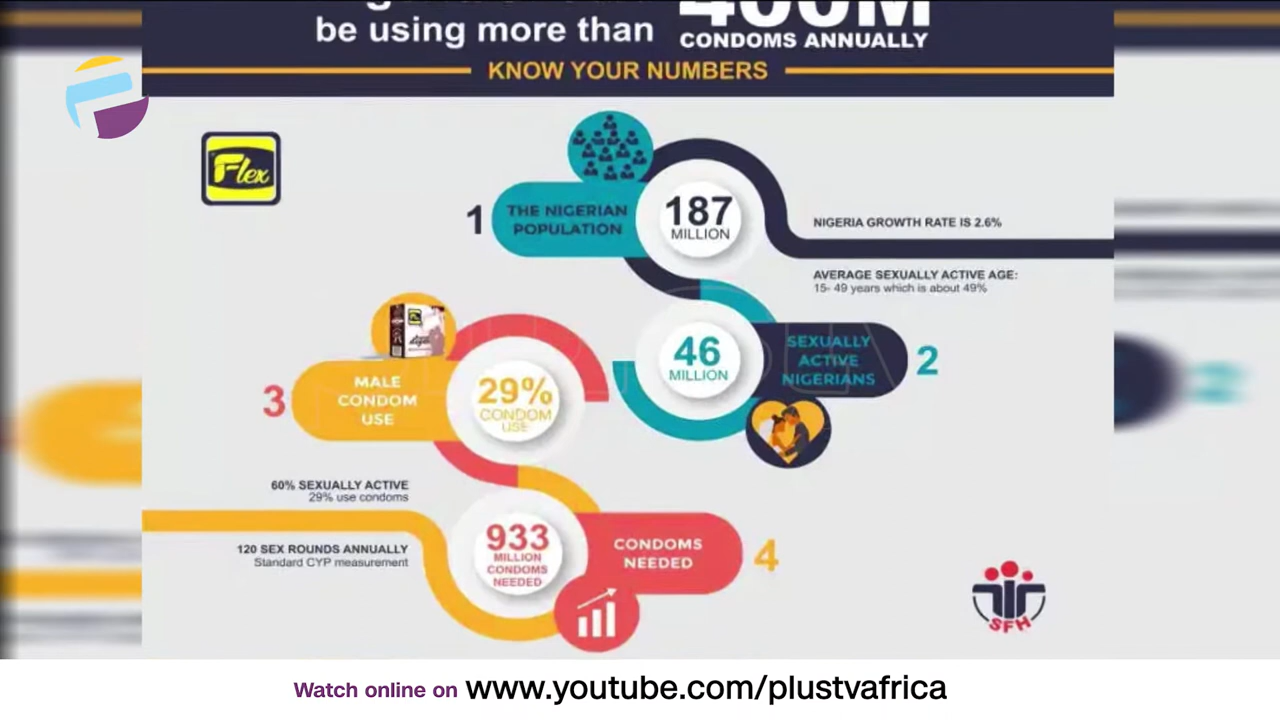 be using more than
400M
CONDOMS ANNUALLY
KNOW YOUR NUMBERS
Flex
1
THE NIGERIAN
POPULATION
187
MILLION
NIGERIA GROWTH RATE IS 2.6%
AVERAGE SEXUALLY ACTIVE AGE:
15- 49 years which is about 49%
46
MILLION
SEXUALLY
ACTIVE
NIGERIANS
2
3
MALE
CONDOM
USE
29%
CONDOM
USE
60% SEXUALLY ACTIVE
29% use condoms
120 SEX ROUNDS ANNUALLY
Standard CYP measurement
933
MILLION
CONDOMS
NEEDED
CONDOMS
NEEDED
4
SFH
Watch online on www.youtube.com/plustvafrica